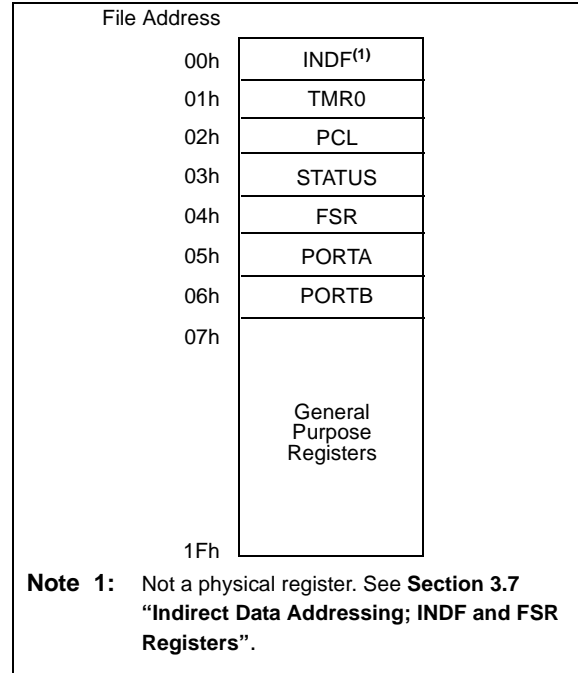 File Address
00h INDF(1)
01h TMR0
02h PCL
03h STATUS
04h FSR
05h PORTA
06h PORTB
07h
General
Purpose
Registers
1Fh
Note 1: Not a physical register. See Section 3.7
“Indirect Data Addressing; INDF and FSR
Registers”.